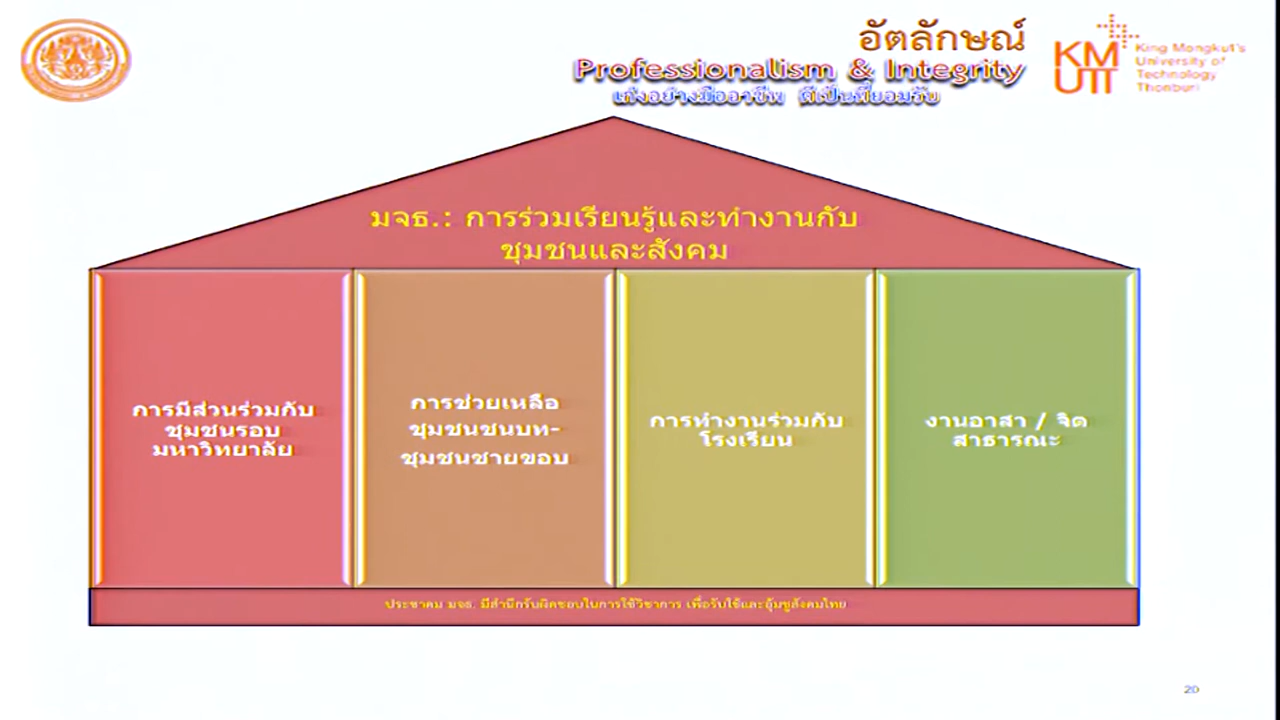 อัตลักษณ์
Professionalism & Integrity
เก่งอย่างมืออาชีพ ดีเป็นที่ยอมรับ
KM
UTT
King Mongkut's
University of
Technology
Thonburi
มจธ.: การร่วมเรียนรู้และทำงานกับ
ชุมชนและสังคม
การมีส่วนร่วมกับ
ชุมชนรอบ
มหาวิทยาลัย
การช่วยเหลือ
ชุมชนชนบท-
ชุมชนชายขอบ
การทำงานร่วมกับ
โรงเรียน
งานอาสา / จิต
สาธารณะ
ประชาคม มจธ. มีสำนึกรับผิดชอบในการใช้วิชาการ เพื่อรับใช้และอุ้มชูสังคมไทย
20